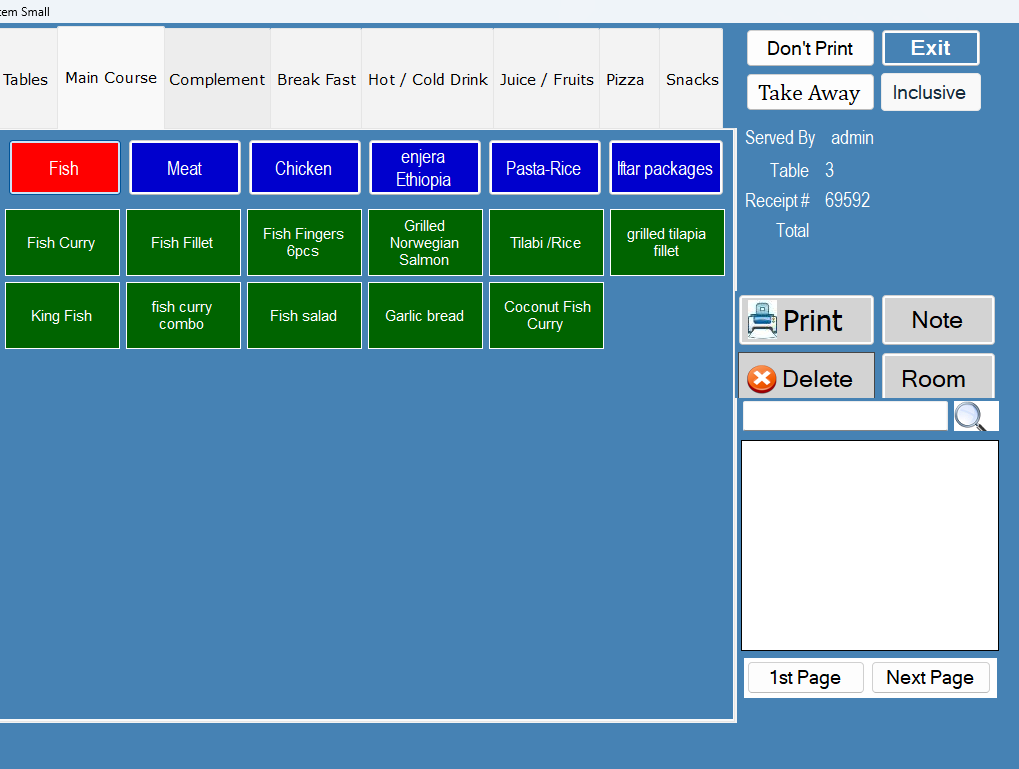 tem Small
Tables
Main Course
Complement
Break Fast
Hot / Cold Drink
Juice / Fruits
Pizza
Snacks
Don't Print
Exit
Take Away
Inclusive
Served By admin
Table 3
Receipt # 69592
Total
Fish
Meat
Chicken
enjera
Ethiopia
Pasta-Rice
Iftar packages
Fish Curry
Fish Fillet
Fish Fingers
6pcs
Grilled
Norwegian
Salmon
Tilabi /Rice
grilled tilapia
fillet
King Fish
fish curry
combo
Fish salad
Garlic bread
Coconut Fish
Curry
Print
Note
Delete
Room
1st Page
Next Page